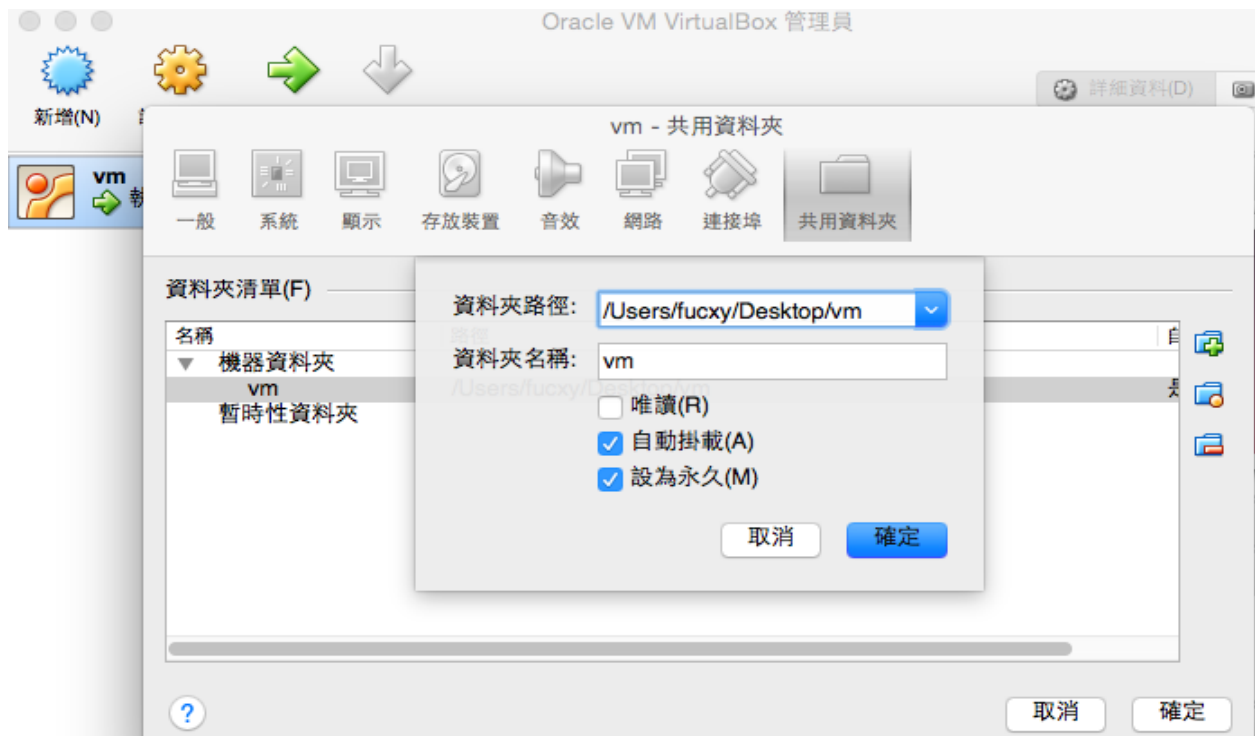 Oracle VM VirtualBox 管理員
新增(N)
詳細資料(D)
vm - 共用資料夾
vm
一般 系統 顯示 存放裝置 音效 網路 連接埠 共用資料夾
資料夾清單(F)
資料夾路徑: /Users/fucxy/Desktop/vm
名稱 路徑
資料夾名稱: vm
機器資料夾
vm /Users/fucxy/Desktop/vm 是
暫時性資料夾
唯讀(R)
自動掛載(A)
設為永久(M)
取消 確定
?
取消 確定